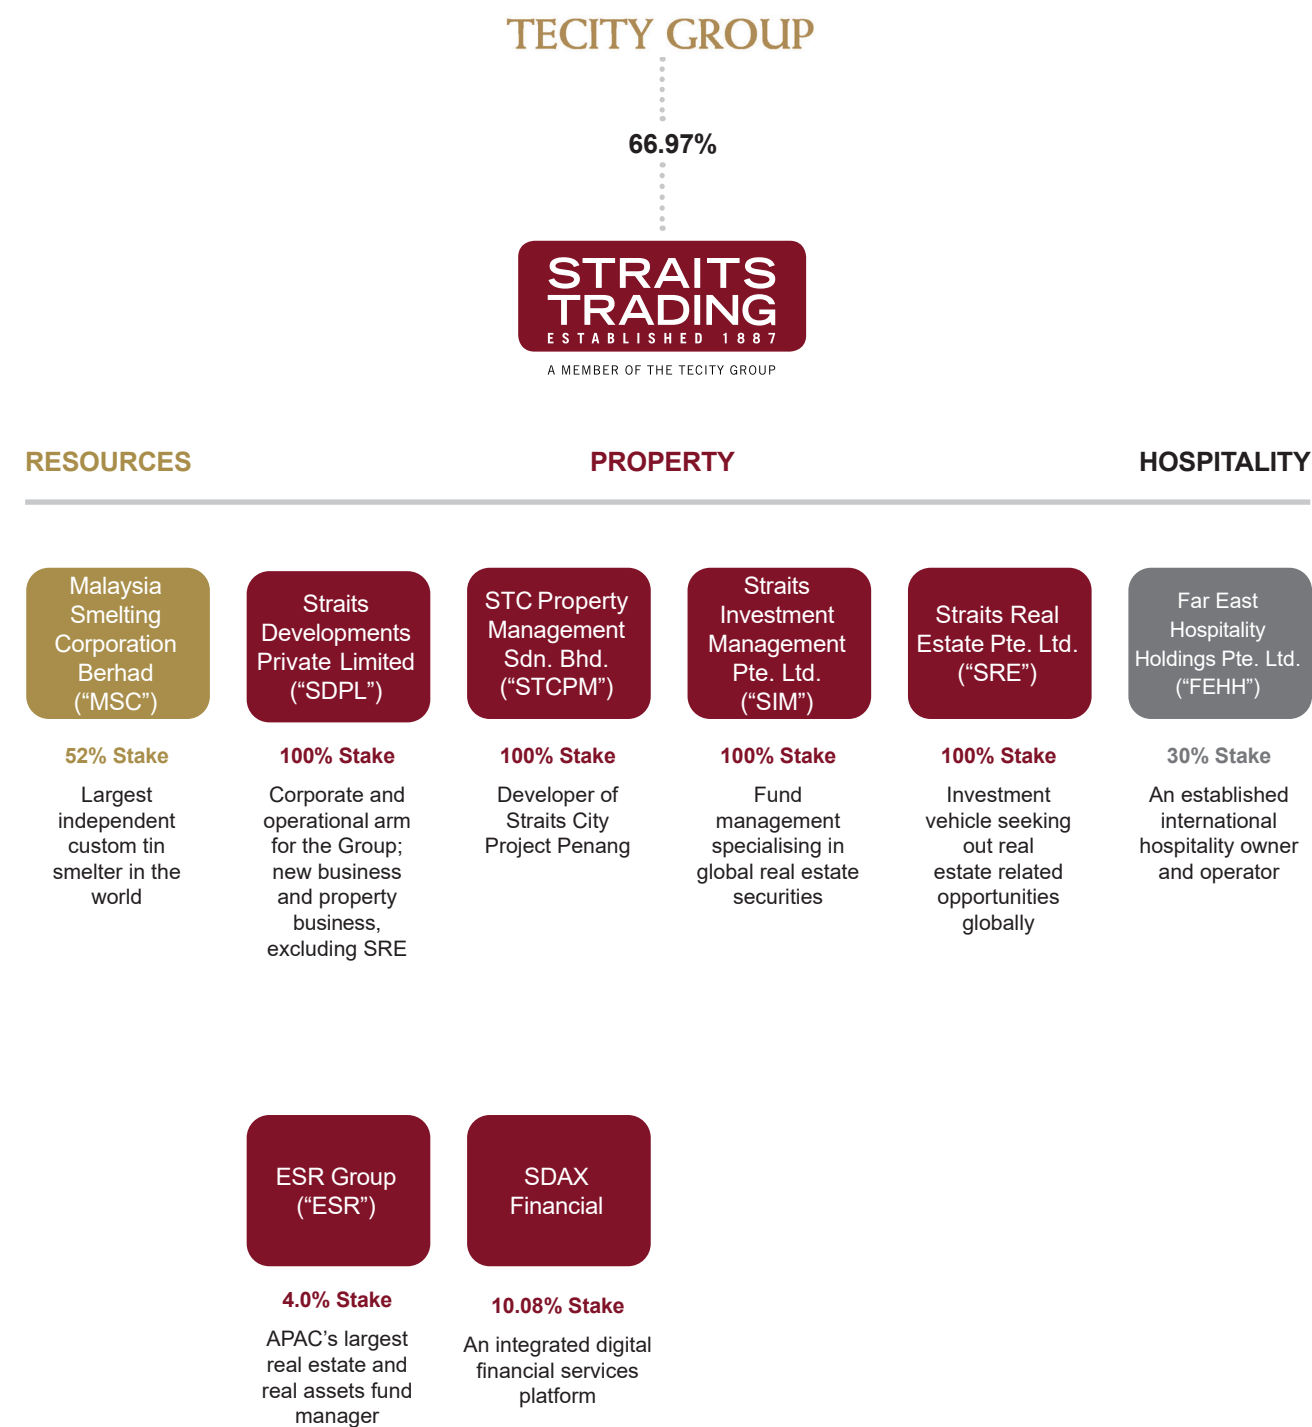 TECITY GROUP
66.97%
STRAITS
TRADING
ESTABLISHED 1887
A MEMBER OF THE TECITY GROUP
RESOURCES
PROPERTY
HOSPITALITY
Malaysia
Smelting
Corporation
Berhad
(“MSC”)
52% Stake
Largest
independent
custom tin
smelter in the
world
Straits
Developments
Private Limited
(“SDPL”)
100% Stake
Corporate and
operational arm
for the Group;
new business
and property
business,
excluding SRE
STC Property
Management
Sdn. Bhd.
(“STCPM”)
100% Stake
Developer of
Straits City
Project Penang
Straits
Investment
Management
Pte. Ltd.
(“SIM”)
100% Stake
Fund
management
specialising in
global real estate
securities
Straits Real
Estate Pte. Ltd.
(“SRE”)
100% Stake
Investment
vehicle seeking
out real
estate related
opportunities
globally
Far East
Hospitality
Holdings Pte. Ltd.
(“FEHH”)
30% Stake
An established
international
hospitality owner
and operator
ESR Group
(“ESR”)
4.0% Stake
APAC’s largest
real estate and
real assets fund
manager
SDAX
Financial
10.08% Stake
An integrated digital
financial services
platform